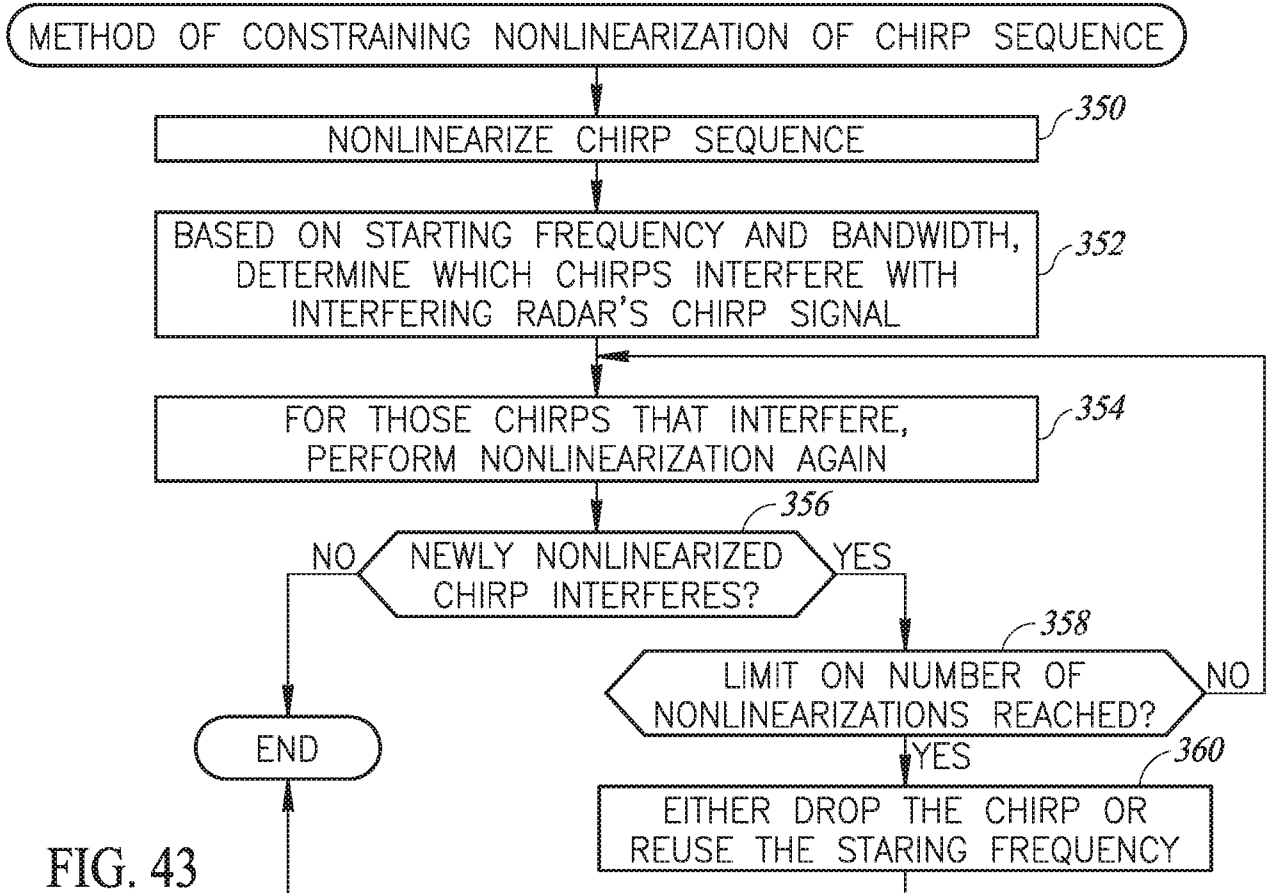 METHOD OF CONSTRAINING NONLINEARIZATION OF CHIRP SEQUENCE
350
NONLINEARIZE CHIRP SEQUENCE
BASED ON STARTING FREQUENCY AND BANDWIDTH,
DETERMINE WHICH CHIRPS INTERFERE WITH
INTERFERING RADAR'S CHIRP SIGNAL
352
FOR THOSE CHIRPS THAT INTERFERE,
PERFORM NONLINEARIZATION AGAIN
354
356
NO
NEWLY NONLINEARIZED
CHIRP INTERFERES?
YES
358
LIMIT ON NUMBER OF
NONLINEARIZATIONS REACHED?
NO
END
YES
360
EITHER DROP THE CHIRP OR
REUSE THE STARING FREQUENCY
FIG. 43